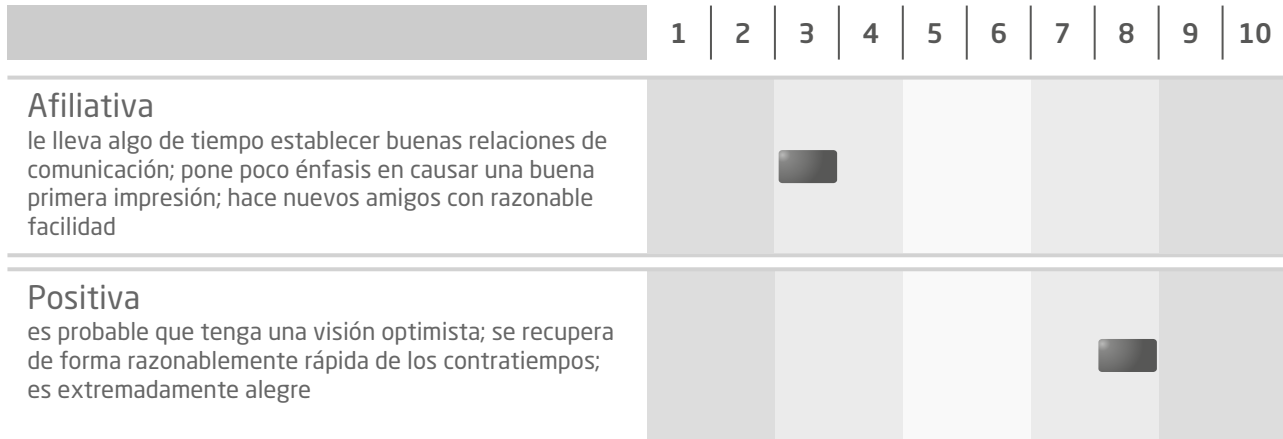 1 2 3 4 5 6 7 8 9 10
Afiliativa
le lleva algo de tiempo establecer buenas relaciones de
comunicación; pone poco énfasis en causar una buena
primera impresión; hace nuevos amigos con razonable
facilidad
Positiva
es probable que tenga una visión optimista; se recupera
de forma razonablemente rápida de los contratiempos;
es extremadamente alegre